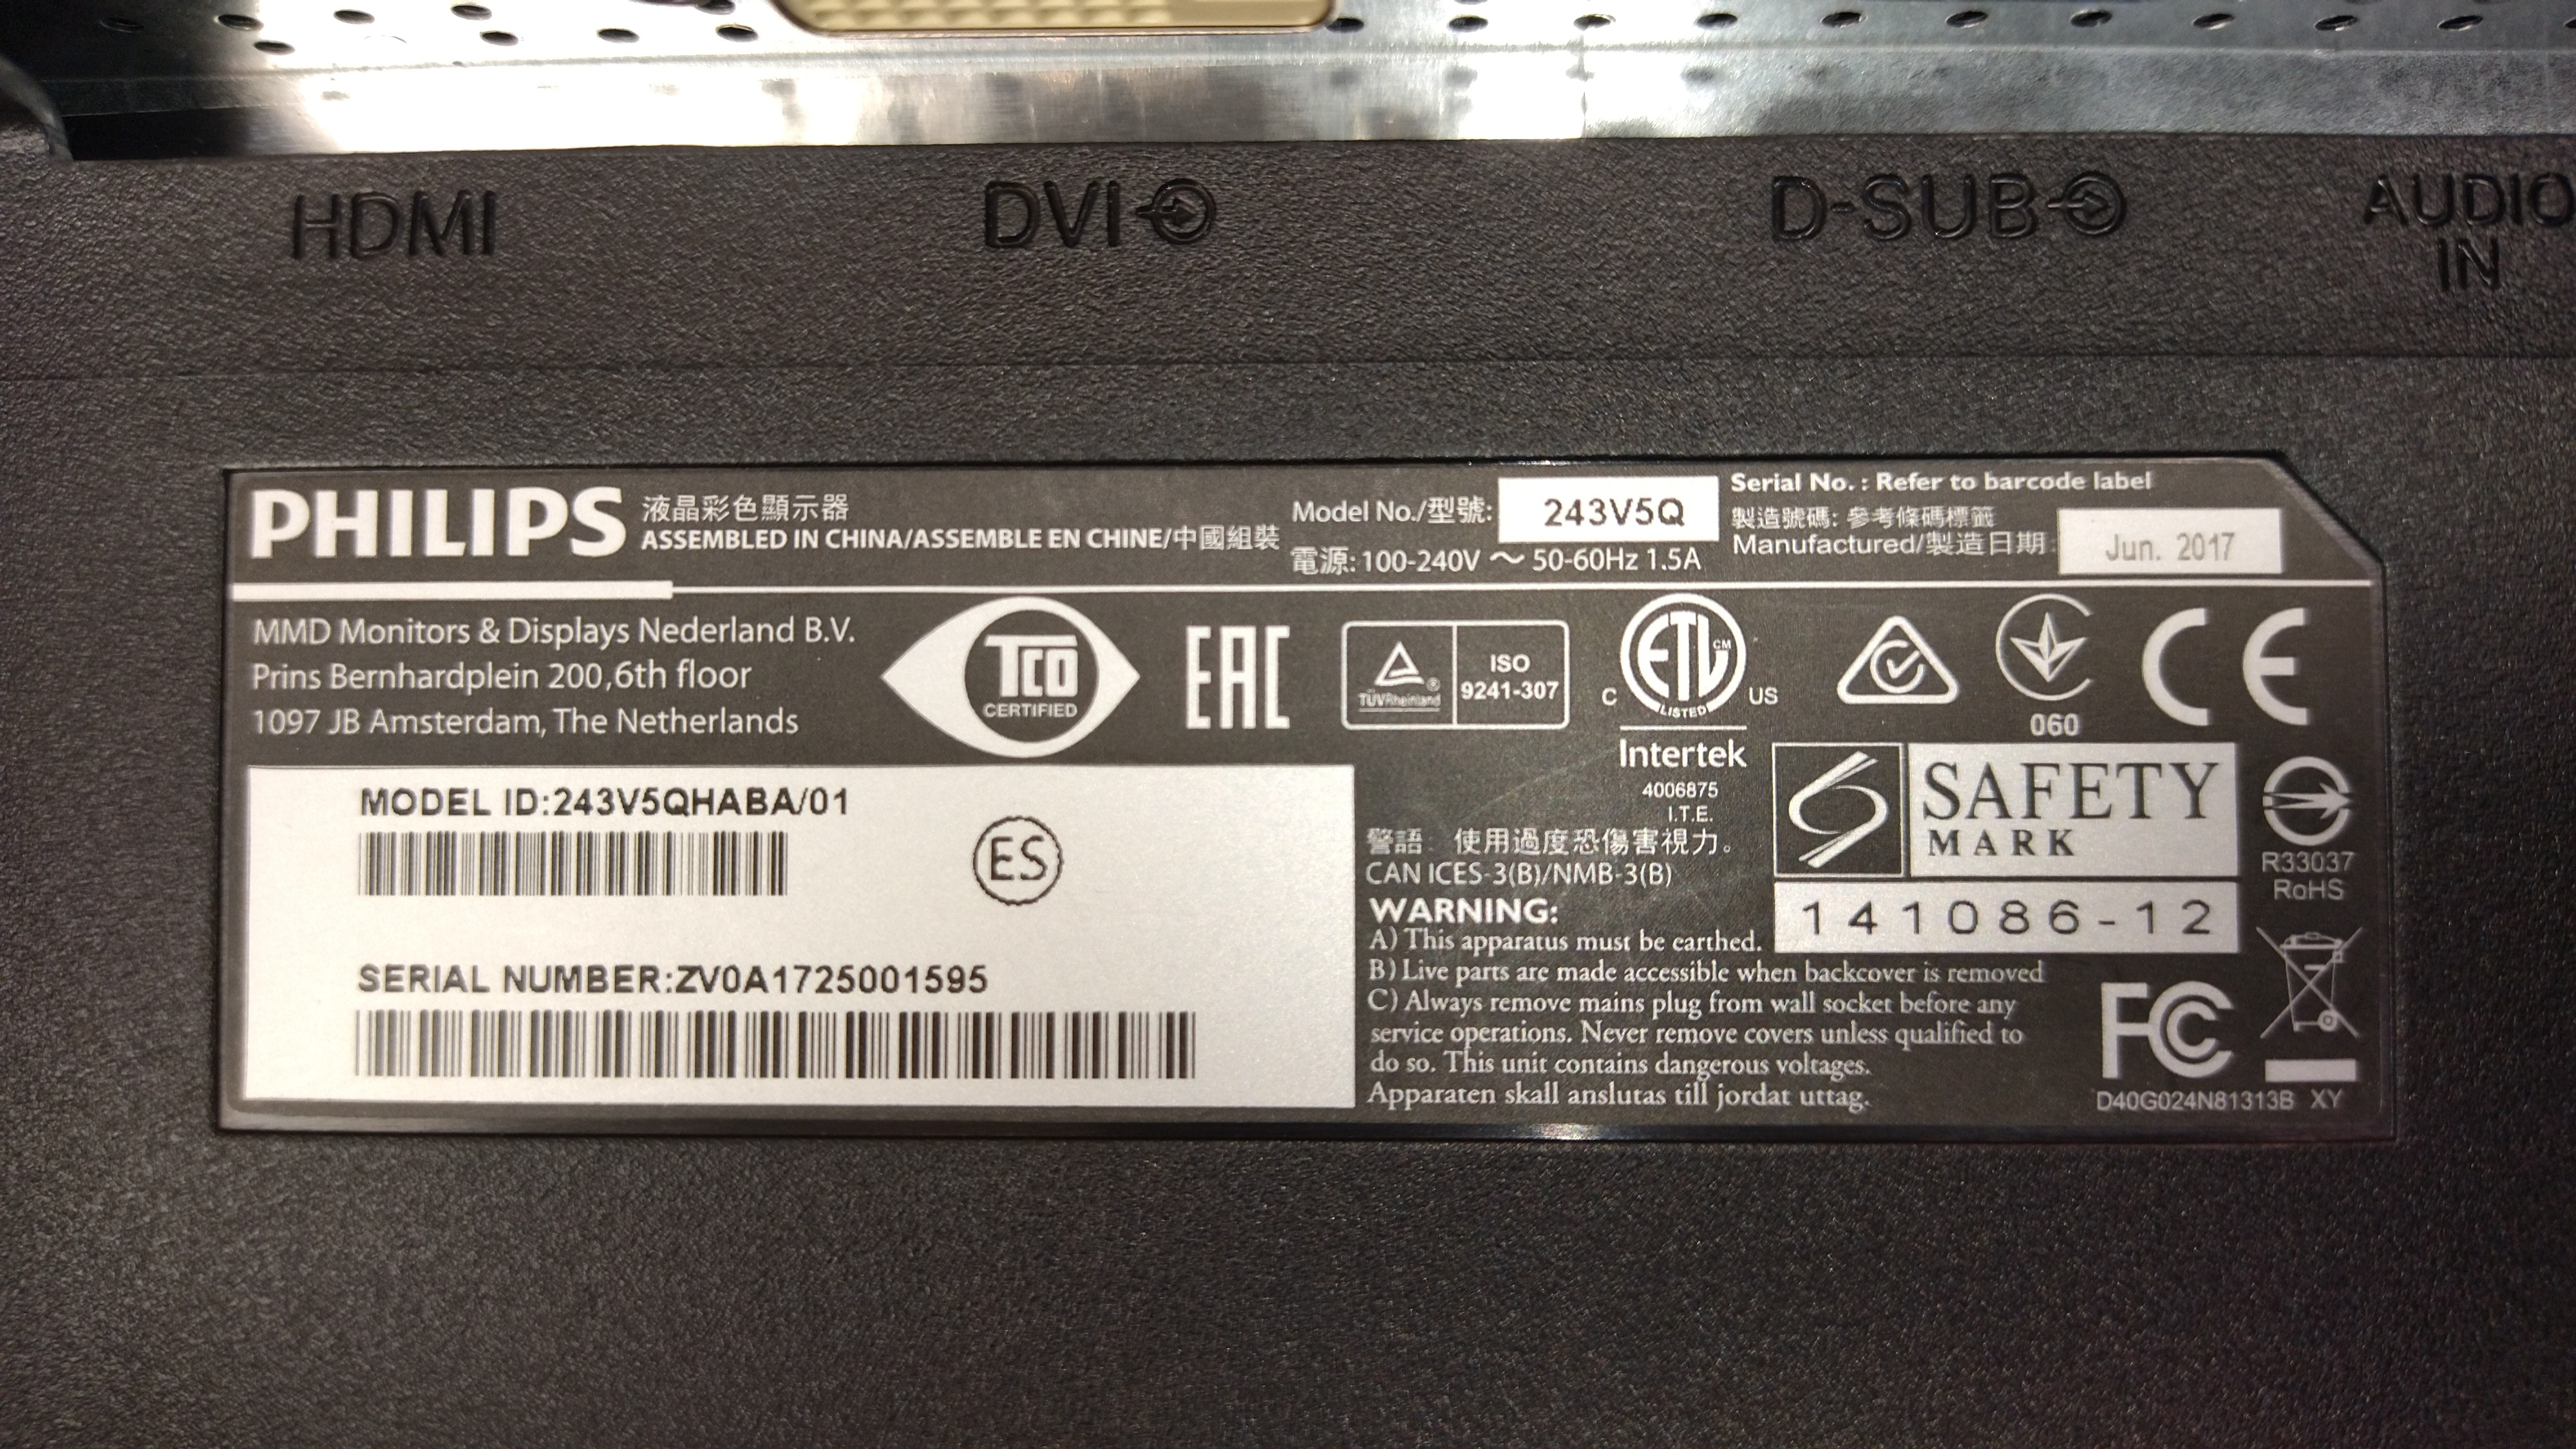 HDMI
DVI
D-SUB
AUDIO
IN
PHILIPS
液晶彩色顯示器
ASSEMBLED IN CHINA/ASSEMBLE EN CHINE/中國組裝
Model No./型號: 243V5Q
電源: 100-240V ～ 50-60Hz 1.5A
Serial No. : Refer to barcode label
製造號碼: 參考條碼標籤
Manufactured/製造日期: Jun. 2017
MMD Monitors & Displays Nederland B.V.
Prins Bernhardplein 200,6th floor
1097 JB Amsterdam, The Netherlands
TCO
CERTIFIED
EAC
TÜVRheinland®
ISO
9241-307
ETL CM
LISTED
C US
Intertek
4006875
I.T.E.
060
CE
MODEL ID:243V5QHABA/01
ES
SERIAL NUMBER:ZV0A1725001595
警語: 使用過度恐傷害視力。
CAN ICES-3(B)/NMB-3(B)
WARNING:
A) This apparatus must be earthed.
B) Live parts are made accessible when backcover is removed
C) Always remove mains plug from wall socket before any
service operations. Never remove covers unless qualified to
do so. This unit contains dangerous voltages.
Apparaten skall anslutas till jordat uttag.
SAFETY
MARK
141086-12
R33037
RoHS
FC
D40G024N81313B XY